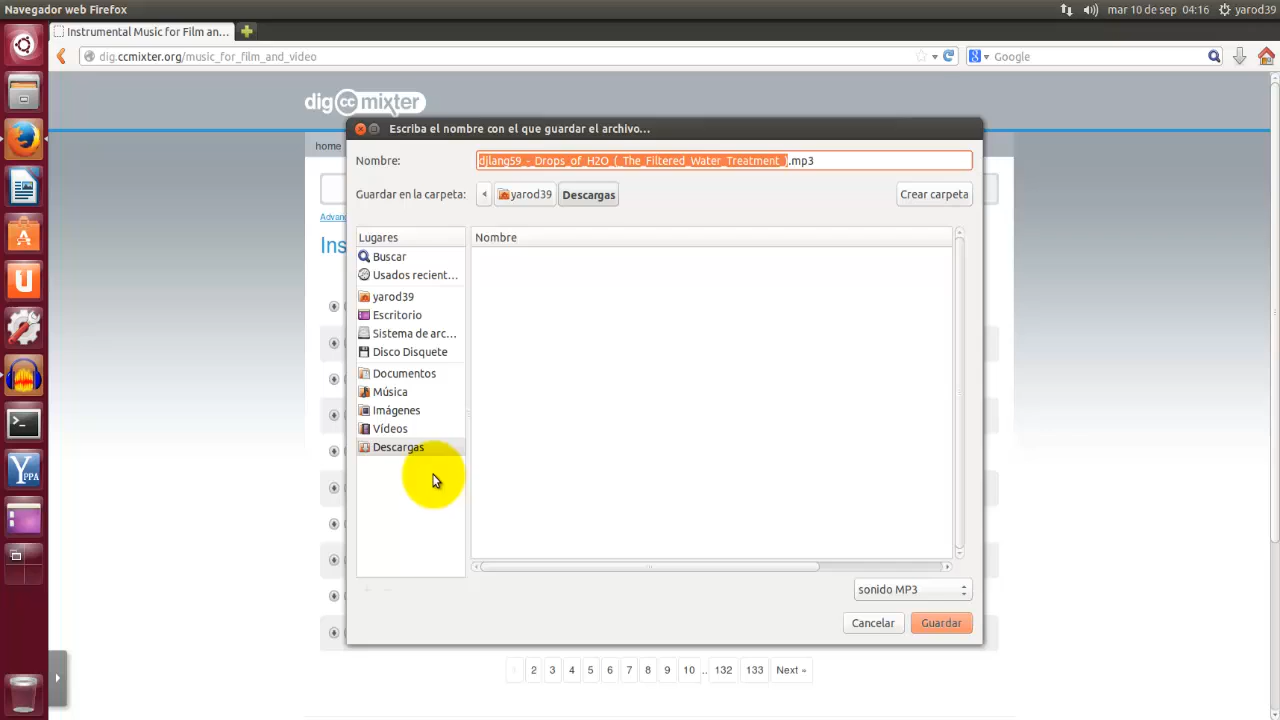 Navegador web Firefox
mar 10 de sep 04:16
yarod39
Instrumental Music for Film an...
dig.ccmixter.org/music_for_film_and_video
Google
dig cc mixter
Escriba el nombre con el que guardar el archivo...
home
Nombre:
djlang59_-_Drops_of_H2O_(_The_Filtered_Water_Treatment_).mp3
Guardar en la carpeta:
yarod39
Descargas
Crear carpeta
Advan
Lugares
Nombre
Ins
Buscar
Usados recient...
yarod39
Escritorio
Sistema de arc...
Disco Disquete
Documentos
Música
Imágenes
Vídeos
Descargas
sonido MP3
Cancelar
Guardar
2 3 4 5 6 7 8 9 10 .. 132 133 Next »
YPPA